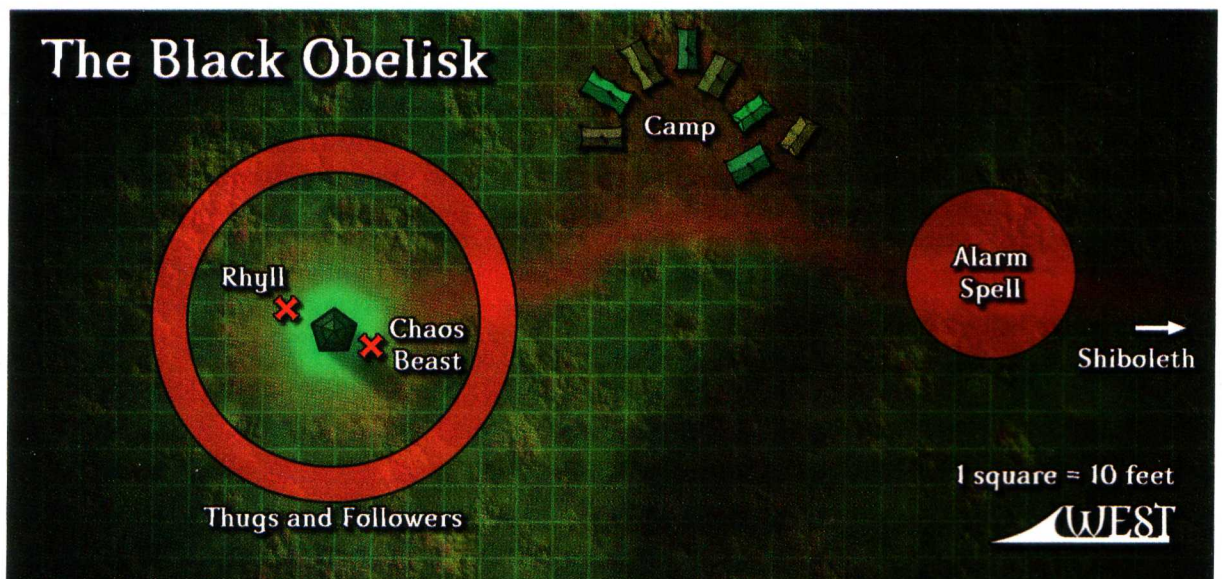 The Black Obelisk
Camp
Alarm
Spell
Rhyll
Chaos
Beast
Shiboleth
1 square = 10 feet
WEST
Thugs and Followers